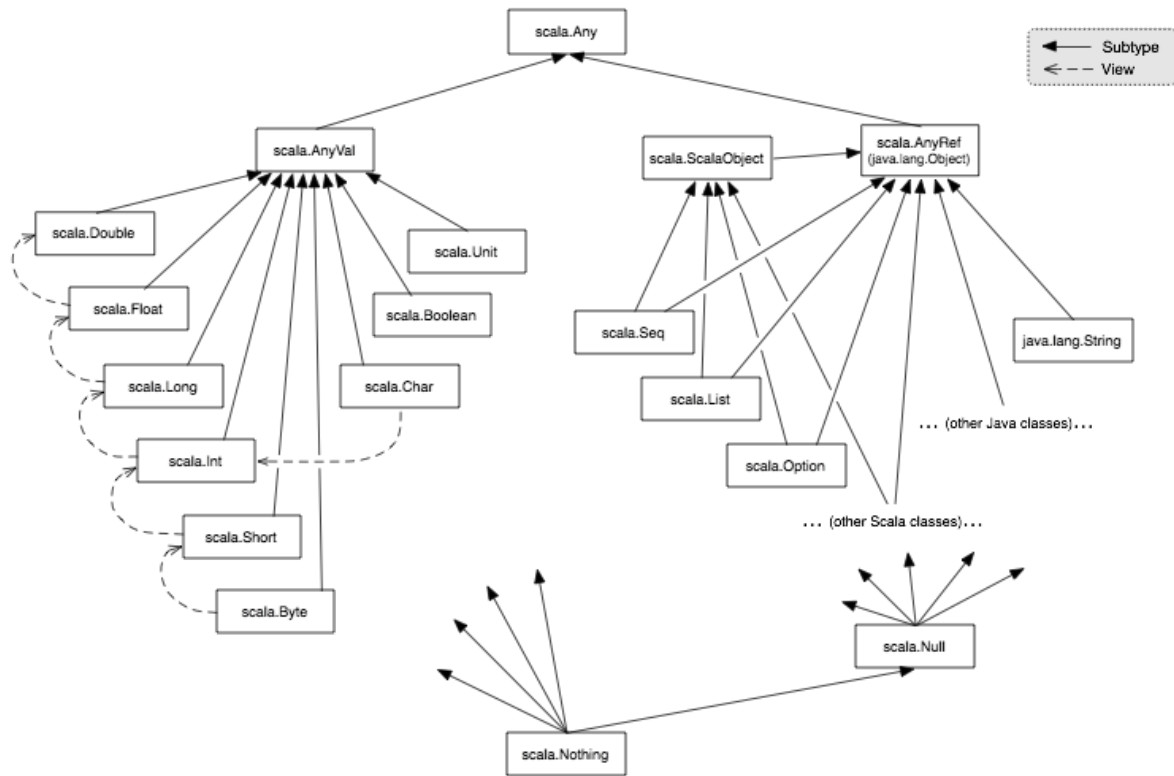 scala.Any
Subtype
View
scala.AnyVal
scala.ScalaObject
scala.AnyRef
(java.lang.Object)
scala.Double
scala.Unit
scala.Float
scala.Boolean
scala.Seq
java.lang.String
scala.Long
scala.Char
scala.List
... (other Java classes)...
scala.Int
scala.Option
... (other Scala classes)...
scala.Short
scala.Byte
scala.Null
scala.Nothing